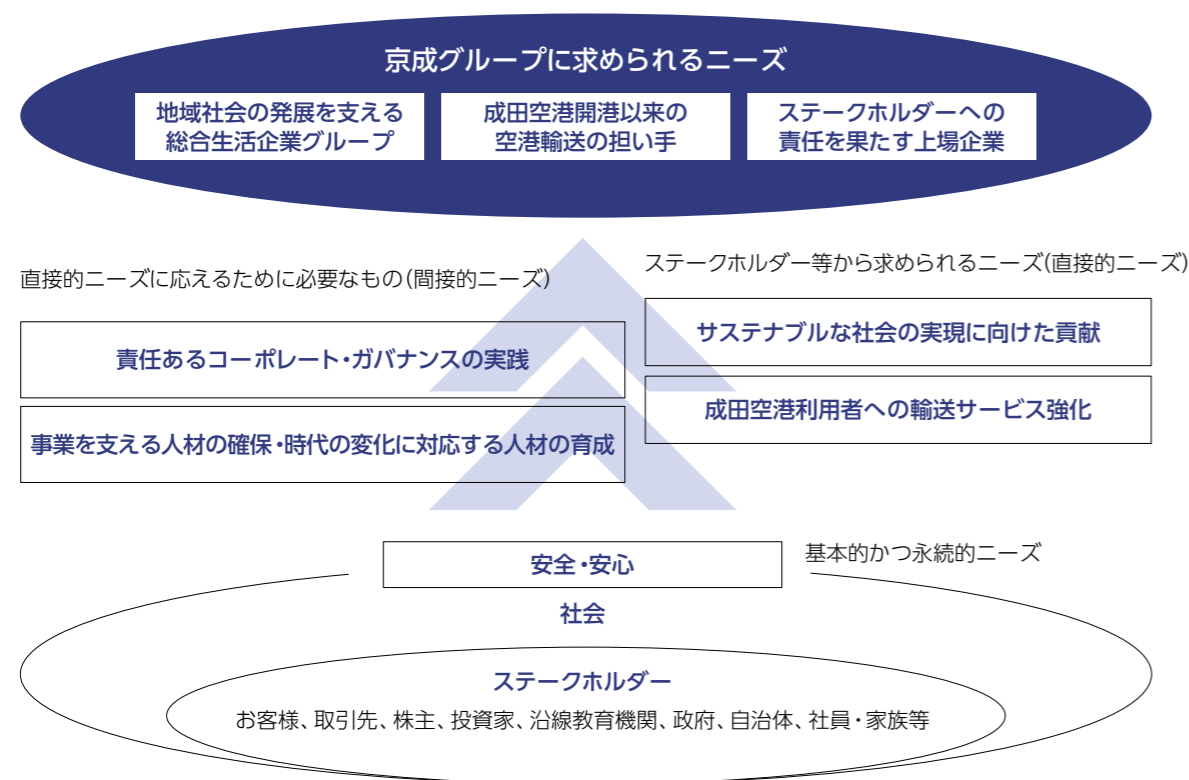 京成グループに求められるニーズ
地域社会の発展を支える
総合生活企業グループ
成田空港開港以来の
空港輸送の担い手
ステークホルダーへの
責任を果たす上場企業
直接的ニーズに応えるために必要なもの(間接的ニーズ)
責任あるコーポレート・ガバナンスの実践
事業を支える人材の確保・時代の変化に対応する人材の育成
ステークホルダー等から求められるニーズ(直接的ニーズ)
サステナブルな社会の実現に向けた貢献
成田空港利用者への輸送サービス強化
安全・安心
基本的かつ永続的ニーズ
社会
ステークホルダー
お客様、取引先、株主、投資家、沿線教育機関、政府、自治体、社員・家族等